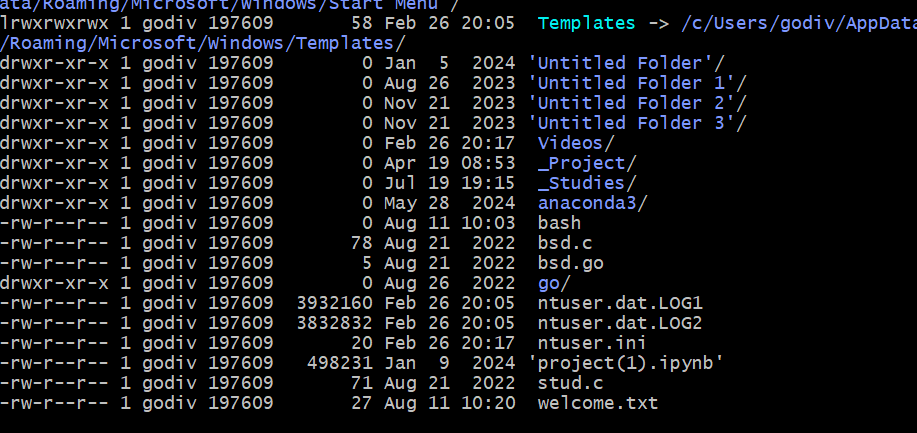 ata/Roaming/Microsoft/Windows/Start Menu'/
lrwxrwxrwx 1 godiv 197609      58 Feb 26 20:05  Templates -> /c/Users/godiv/AppData
/Roaming/Microsoft/Windows/Templates/
drwxr-xr-x 1 godiv 197609       0 Jan  5  2024 'Untitled Folder'/
drwxr-xr-x 1 godiv 197609       0 Aug 26  2023 'Untitled Folder 1'/
drwxr-xr-x 1 godiv 197609       0 Nov 21  2023 'Untitled Folder 2'/
drwxr-xr-x 1 godiv 197609       0 Nov 21  2023 'Untitled Folder 3'/
drwxr-xr-x 1 godiv 197609       0 Feb 26 20:17  Videos/
drwxr-xr-x 1 godiv 197609       0 Apr 19 08:53  _Project/
drwxr-xr-x 1 godiv 197609       0 Jul 19 19:15  _Studies/
drwxr-xr-x 1 godiv 197609       0 May 28  2024  anaconda3/
-rw-r--r-- 1 godiv 197609       0 Aug 11 10:03  bash
-rw-r--r-- 1 godiv 197609      78 Aug 21  2022  bsd.c
-rw-r--r-- 1 godiv 197609       5 Aug 21  2022  bsd.go
drwxr-xr-x 1 godiv 197609       0 Aug 26  2022  go/
-rw-r--r-- 1 godiv 197609 3932160 Feb 26 20:05  ntuser.dat.LOG1
-rw-r--r-- 1 godiv 197609 3832832 Feb 26 20:05  ntuser.dat.LOG2
-rw-r--r-- 1 godiv 197609      20 Feb 26 20:17  ntuser.ini
-rw-r--r-- 1 godiv 197609  498231 Jan  9  2024 'project(1).ipynb'
-rw-r--r-- 1 godiv 197609      71 Aug 21  2022  stud.c
-rw-r--r-- 1 godiv 197609      27 Aug 11 10:20  welcome.txt